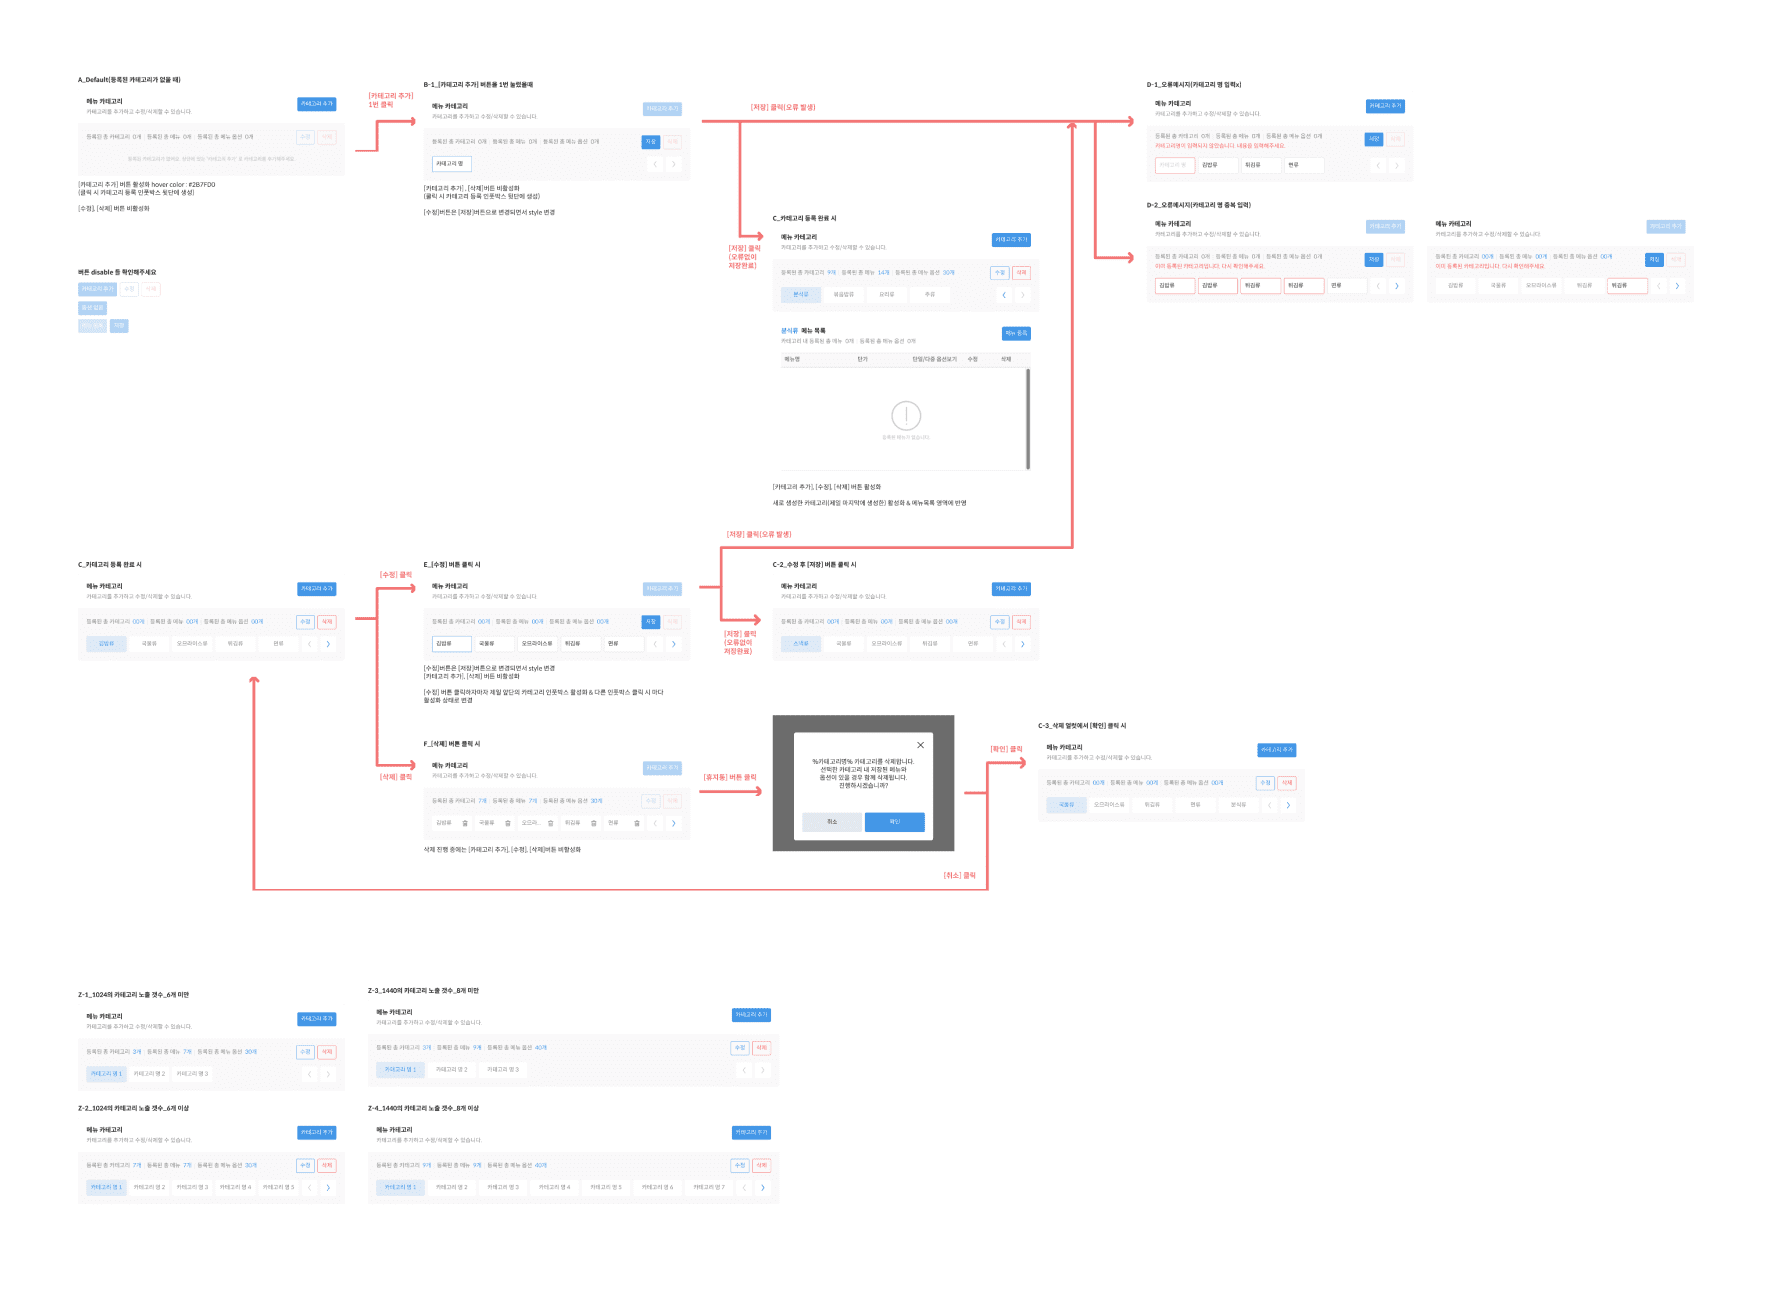 A_Default(등록된 카테고리가 없을 때)
메뉴 카테고리
카테고리를 추가하고 수정/삭제할 수 있습니다.
카테고리 추가
등록된 총 카테고리 0개 | 등록된 총 메뉴 0개 | 등록된 총 메뉴 옵션 0개
수정 삭제
[카테고리 추가] 버튼 활성화 hover color : #2B7FD0
(클릭 시 카테고리 등록 인풋박스 뒷단에 생성)
[수정], [삭제] 버튼 비활성화
버튼 disable 등 확인해주세요
카테고리 추가 수정 삭제
저장
[카테고리 추가]
1번 클릭
B-1_[카테고리 추가] 버튼을 1번 눌렀을때
메뉴 카테고리
카테고리를 추가하고 수정/삭제할 수 있습니다.
카테고리 추가
등록된 총 카테고리 0개 | 등록된 총 메뉴 0개 | 등록된 총 메뉴 옵션 0개
저장 삭제
카테고리 명
[카테고리 추가] , [삭제]버튼 비활성화
(클릭 시 카테고리 등록 인풋박스 뒷단에 생성)
[수정]버튼은 [저장]버튼으로 변경되면서 style 변경
[저장] 클릭(오류 발생)
[저장] 클릭
(오류없이
저장완료)
C_카테고리 등록 완료 시
메뉴 카테고리
카테고리를 추가하고 수정/삭제할 수 있습니다.
카테고리 추가
등록된 총 카테고리 9개 | 등록된 총 메뉴 14개 | 등록된 총 메뉴 옵션 30개
수정 삭제
분식류 볶음밥류 요리류 주류
분식류 메뉴 목록
카테고리 내 등록된 총 메뉴 0개 | 등록된 총 메뉴 옵션 0개
메뉴 등록
메뉴명 단가 단일/다중 옵션보기 수정 삭제
등록된 메뉴가 없습니다.
[카테고리 추가], [수정], [삭제] 버튼 활성화
새로 생성한 카테고리(제일 마지막에 생성한) 활성화 & 메뉴목록 영역에 반영
D-1_오류메시지(카테고리 명 입력x)
메뉴 카테고리
카테고리를 추가하고 수정/삭제할 수 있습니다.
카테고리 추가
등록된 총 카테고리 0개 | 등록된 총 메뉴 0개 | 등록된 총 메뉴 옵션 0개
카테고리명이 입력되지 않았습니다. 내용을 입력해주세요.
저장 삭제
카테고리 명 김밥류 튀김류 면류
D-2_오류메시지(카테고리 명 중복 입력)
메뉴 카테고리
카테고리를 추가하고 수정/삭제할 수 있습니다.
카테고리 추가
등록된 총 카테고리 0개 | 등록된 총 메뉴 0개 | 등록된 총 메뉴 옵션 0개
이미 등록된 카테고리입니다. 다시 확인해주세요.
저장 삭제
김밥류 김밥류 튀김류 튀김류 면류
메뉴 카테고리
카테고리를 추가하고 수정/삭제할 수 있습니다.
카테고리 추가
등록된 총 카테고리 00개 | 등록된 총 메뉴 00개 | 등록된 총 메뉴 옵션 00개
이미 등록된 카테고리입니다. 다시 확인해주세요.
저장 삭제
김밥류 국물류 오므라이스류 튀김류 튀김류
C_카테고리 등록 완료 시
메뉴 카테고리
카테고리를 추가하고 수정/삭제할 수 있습니다.
카테고리 추가
등록된 총 카테고리 00개 | 등록된 총 메뉴 00개 | 등록된 총 메뉴 옵션 00개
수정 삭제
김밥류 국물류 오므라이스류 튀김류 면류
[수정] 클릭
E_[수정] 버튼 클릭 시
메뉴 카테고리
카테고리를 추가하고 수정/삭제할 수 있습니다.
카테고리 추가
등록된 총 카테고리 00개 | 등록된 총 메뉴 00개 | 등록된 총 메뉴 옵션 00개
저장 삭제
김밥류 국물류 오므라이스류 튀김류 면류
[수정]버튼은 [저장]버튼으로 변경되면서 style 변경
[카테고리 추가], [삭제] 버튼 비활성화
[수정] 버튼 클릭하자마자 제일 앞단의 카테고리 인풋박스 활성화 & 다른 인풋박스 클릭 시 마다
활성화 상태로 변경
[저장] 클릭(오류 발생)
[저장] 클릭
(오류없이
저장완료)
C-2_수정 후 [저장] 버튼 클릭 시
메뉴 카테고리
카테고리를 추가하고 수정/삭제할 수 있습니다.
카테고리 추가
등록된 총 카테고리 00개 | 등록된 총 메뉴 00개 | 등록된 총 메뉴 옵션 00개
수정 삭제
스낵류 국물류 오므라이스류 튀김류 면류
[삭제] 클릭
F_[삭제] 버튼 클릭 시
메뉴 카테고리
카테고리를 추가하고 수정/삭제할 수 있습니다.
카테고리 추가
등록된 총 카테고리 7개 | 등록된 총 메뉴 7개 | 등록된 총 메뉴 옵션 30개
수정 삭제
김밥류 국물류 오므라.. 튀김류 면류
삭제 진행 중에는 [카테고리 추가], [수정], [삭제]버튼 비활성화
[휴지통] 버튼 클릭
%카테고리명% 카테고리를 삭제합니다.
선택한 카테고리 내 저장된 메뉴와
옵션이 있을 경우 함께 삭제됩니다.
진행하시겠습니까?
취소 확인
[확인] 클릭
[취소] 클릭
C-3_삭제 얼럿에서 [확인] 클릭 시
메뉴 카테고리
카테고리를 추가하고 수정/삭제할 수 있습니다.
카테고리 추가
등록된 총 카테고리 00개 | 등록된 총 메뉴 00개 | 등록된 총 메뉴 옵션 00개
수정 삭제
국물류 오므라이스류 튀김류 면류 분식류
Z-1_1024의 카테고리 노출 갯수_6개 미만
메뉴 카테고리
카테고리를 추가하고 수정/삭제할 수 있습니다.
카테고리 추가
등록된 총 카테고리 3개 | 등록된 총 메뉴 7개 | 등록된 총 메뉴 옵션 30개
수정 삭제
카테고리 명 1 카테고리 명 2 카테고리 명 3
Z-3_1440의 카테고리 노출 갯수_8개 미만
메뉴 카테고리
카테고리를 추가하고 수정/삭제할 수 있습니다.
카테고리 추가
등록된 총 카테고리 3개 | 등록된 총 메뉴 9개 | 등록된 총 메뉴 옵션 40개
수정 삭제
카테고리 명 1 카테고리 명 2 카테고리 명 3
Z-2_1024의 카테고리 노출 갯수_6개 이상
메뉴 카테고리
카테고리를 추가하고 수정/삭제할 수 있습니다.
카테고리 추가
등록된 총 카테고리 7개 | 등록된 총 메뉴 7개 | 등록된 총 메뉴 옵션 30개
수정 삭제
카테고리 명 1 카테고리 명 2 카테고리 명 3 카테고리 명 4 카테고리 명 5
Z-4_1440의 카테고리 노출 갯수_8개 이상
메뉴 카테고리
카테고리를 추가하고 수정/삭제할 수 있습니다.
카테고리 추가
등록된 총 카테고리 9개 | 등록된 총 메뉴 9개 | 등록된 총 메뉴 옵션 40개
수정 삭제
카테고리 명 1 카테고리 명 2 카테고리 명 3 카테고리 명 4 카테고리 명 5 카테고리 명 6 카테고리 명 7